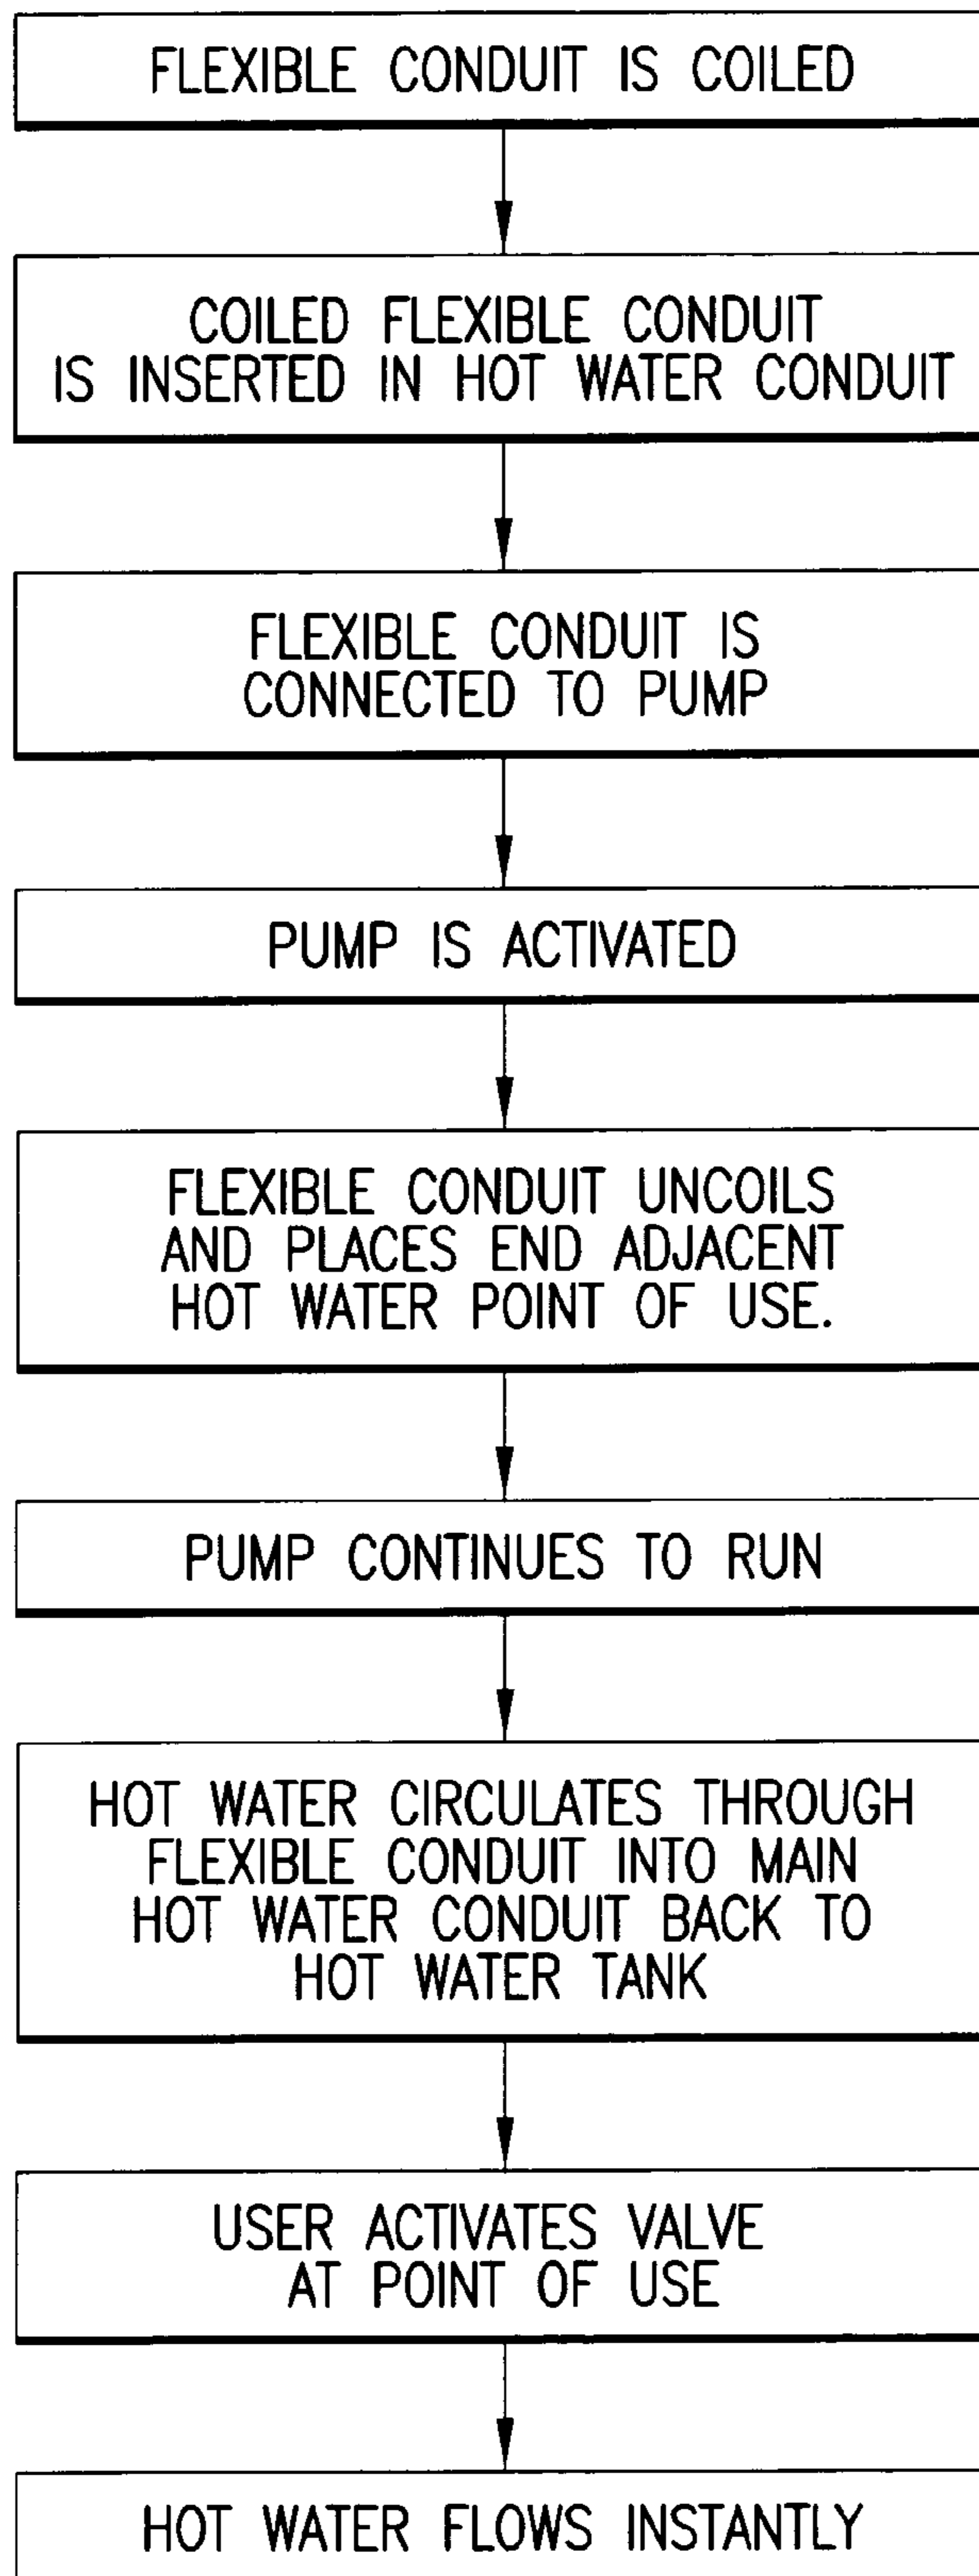 FLEXIBLE CONDUIT IS COILED
COILED FLEXIBLE CONDUIT
IS INSERTED IN HOT WATER CONDUIT
FLEXIBLE CONDUIT IS
CONNECTED TO PUMP
PUMP IS ACTIVATED
FLEXIBLE CONDUIT UNCOILS
AND PLACES END ADJACENT
HOT WATER POINT OF USE.
PUMP CONTINUES TO RUN
HOT WATER CIRCULATES THROUGH
FLEXIBLE CONDUIT INTO MAIN
HOT WATER CONDUIT BACK TO
HOT WATER TANK
USER ACTIVATES VALVE
AT POINT OF USE
HOT WATER FLOWS INSTANTLY